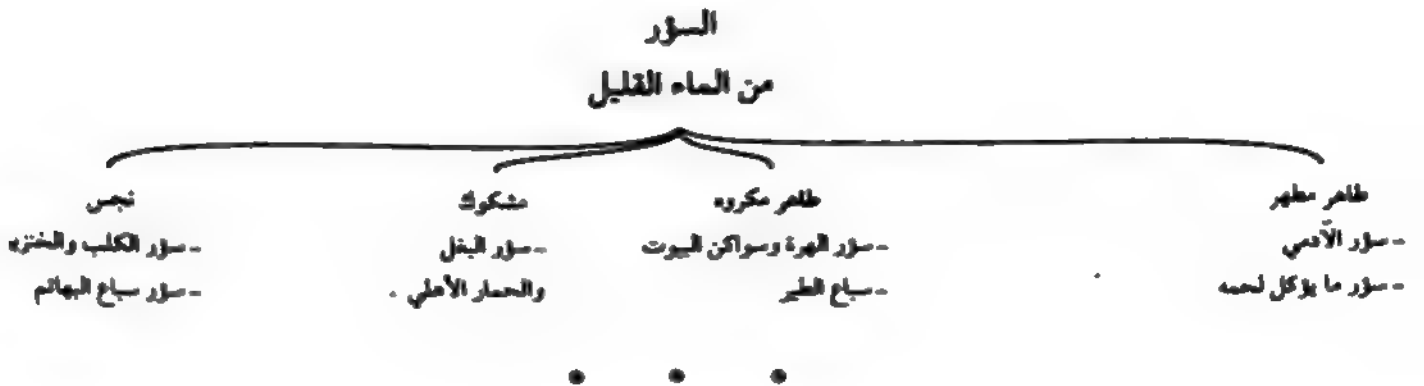 السؤر
من الماء القليل
طاهر مطهر
ـ سؤر الآدمي
ـ سؤر ما يؤكل لحمه
طاهر مكروه
ـ سؤر الهرة وسواكن البيوت
ـ سباع الطير
مشكوك
ـ سؤر البغل
والحمار الأهلي .
نجس
ـ سؤر الكلب والخنزير
ـ سؤر سباع البهائم